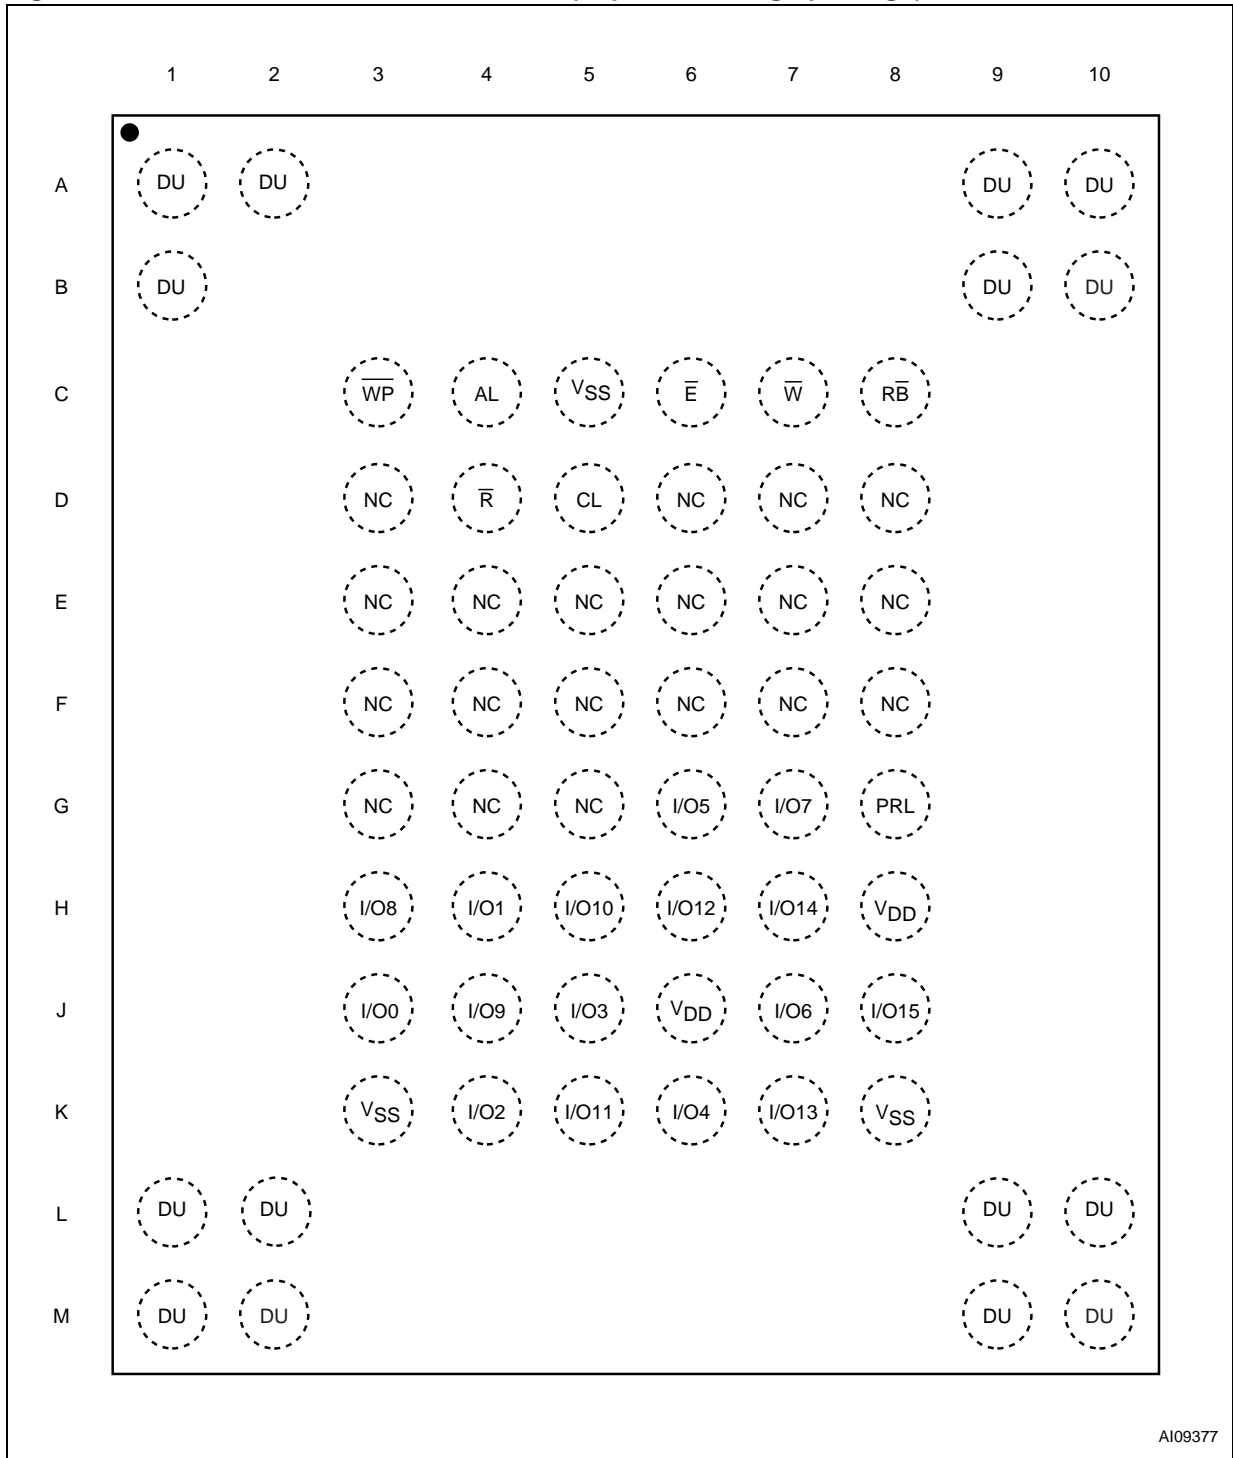 1 2 3 4 5 6 7 8 9 10
A DU DU DU DU
B DU DU DU
C W̅P̅ AL VSS E̅ W̅ RB̅
D NC R̅ CL NC NC NC
E NC NC NC NC NC NC
F NC NC NC NC NC NC
G NC NC NC I/O5 I/O7 PRL
H I/O8 I/O1 I/O10 I/O12 I/O14 VDD
J I/O0 I/O9 I/O3 VDD I/O6 I/O15
K VSS I/O2 I/O11 I/O4 I/O13 VSS
L DU DU DU DU
M DU DU DU DU
AI09377